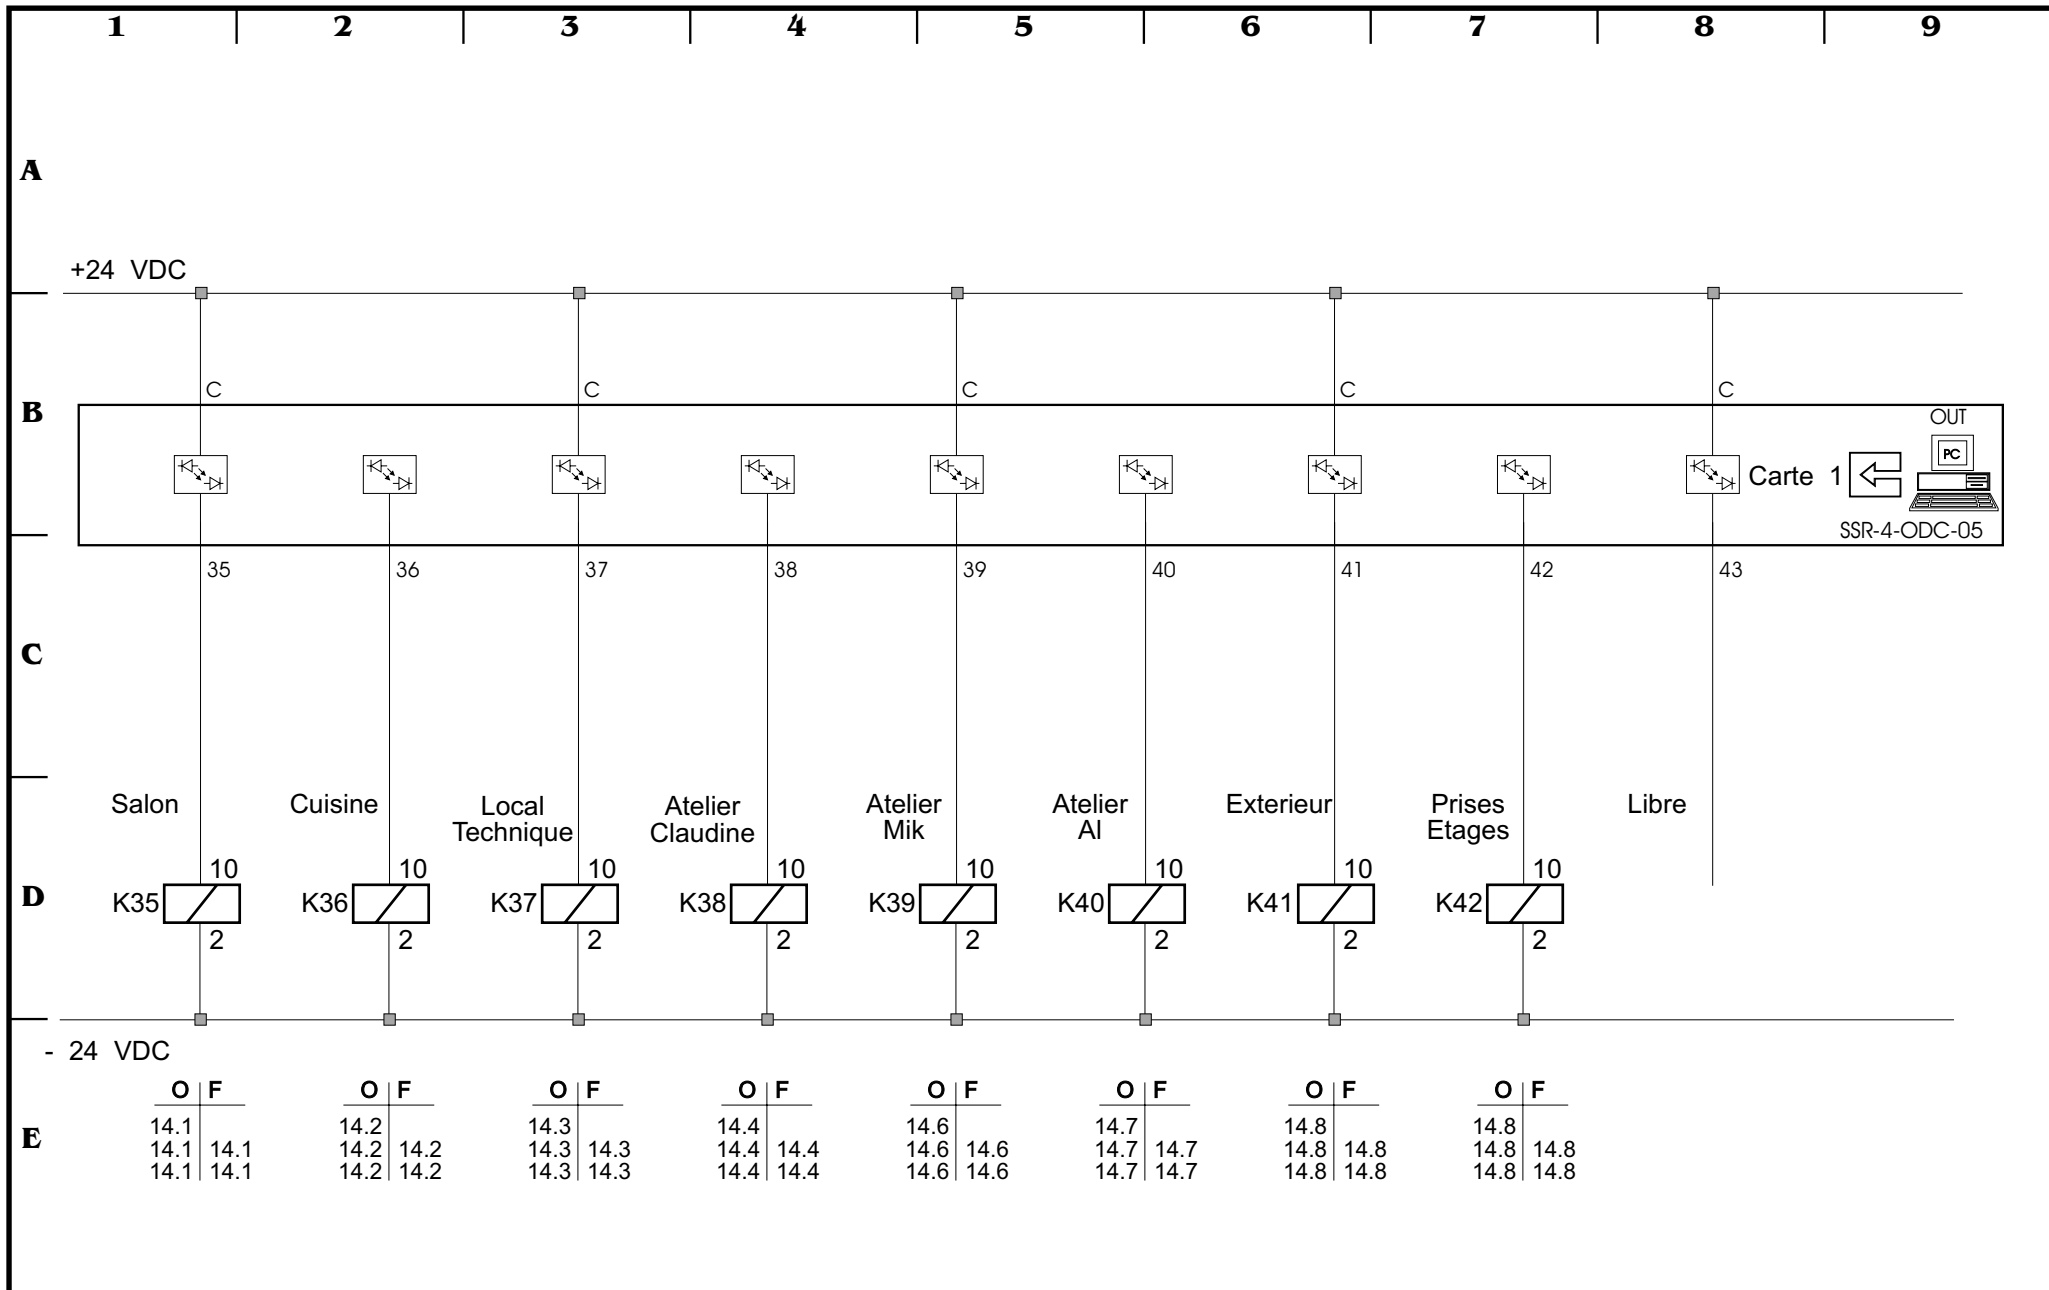 1 2 3 4 5 6 7 8 9
A
+24 VDC
C C C C C
B
OUT
PC
Carte 1
SSR-4-ODC-05
35 36 37 38 39 40 41 42 43
C
Salon Cuisine Local Atelier Atelier Atelier Exterieur Prises Libre
Technique Claudine Mik Al Etages
10 10 10 10 10 10 10 10
D
K35 K36 K37 K38 K39 K40 K41 K42
2 2 2 2 2 2 2 2
- 24 VDC
O F O F O F O F O F O F O F O F
14.1 14.2 14.3 14.4 14.6 14.7 14.8 14.8
E
14.1 14.1 14.2 14.2 14.3 14.3 14.4 14.4 14.6 14.6 14.7 14.7 14.8 14.8 14.8 14.8
14.1 14.1 14.2 14.2 14.3 14.3 14.4 14.4 14.6 14.6 14.7 14.7 14.8 14.8 14.8 14.8